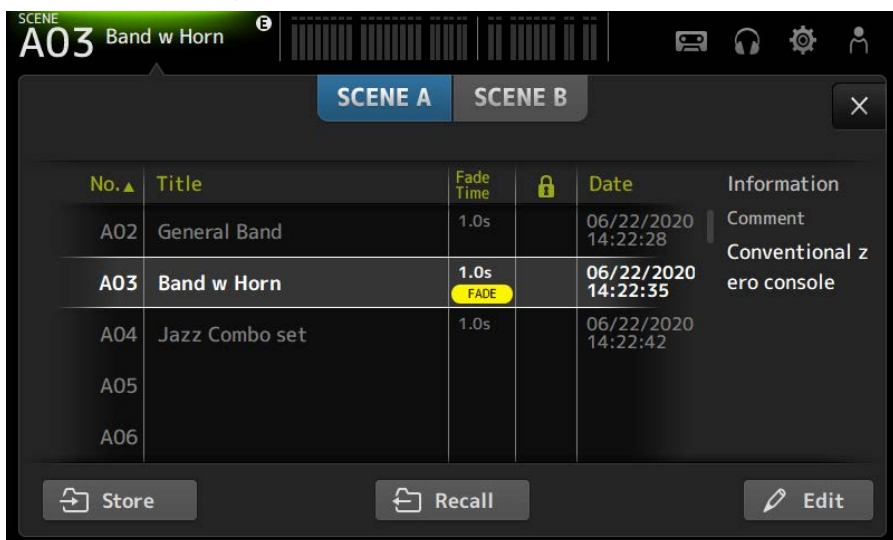 SCENE
A03 Band w Horn E
SCENE A SCENE B
No.▲ Title Fade Time Date Information
A02 General Band 1.0s 06/22/2020 14:22:28
Comment
Conventional z
ero console
A03 Band w Horn 1.0s FADE 06/22/2020 14:22:35
A04 Jazz Combo set 1.0s 06/22/2020 14:22:42
A05
A06
Store Recall Edit